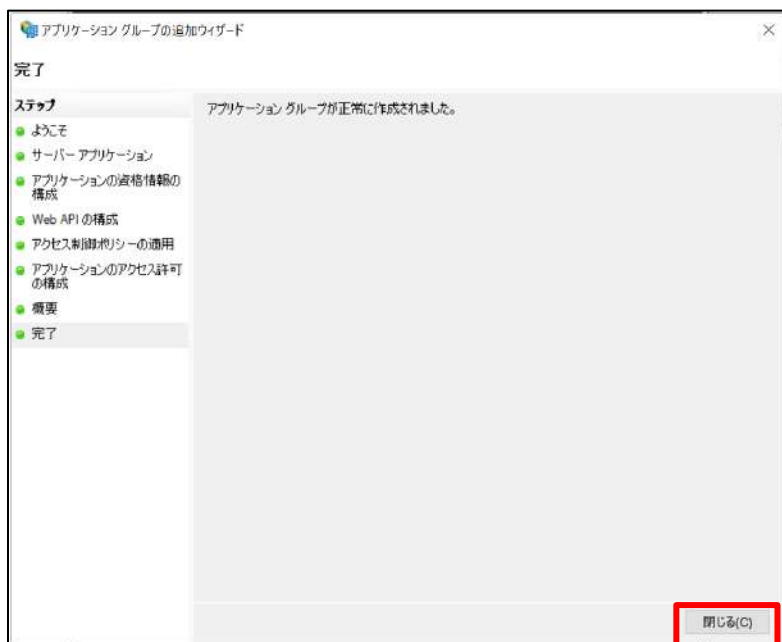 アプリケーション グループの追加ウィザード
完了
ステップ
ようこそ
サーバー アプリケーション
アプリケーションの資格情報の
構成
Web API の構成
アクセス制御ポリシーの適用
アプリケーションのアクセス許可
の構成
概要
完了
アプリケーション グループが正常に作成されました。
閉じる(C)